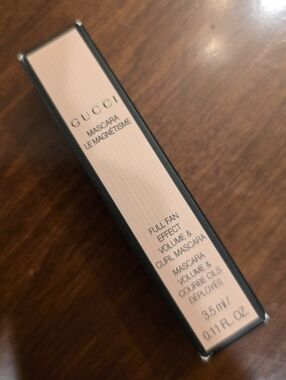 GUCCI
MASCARA
LE MAGNÉTISME
FULL FAN
EFFECT
VOLUME &
CURL MASCARA
MASCARA
VOLUME &
COURBE CILS
DÉPLOYÉS
3.5 ml/
0.11 FL. OZ.